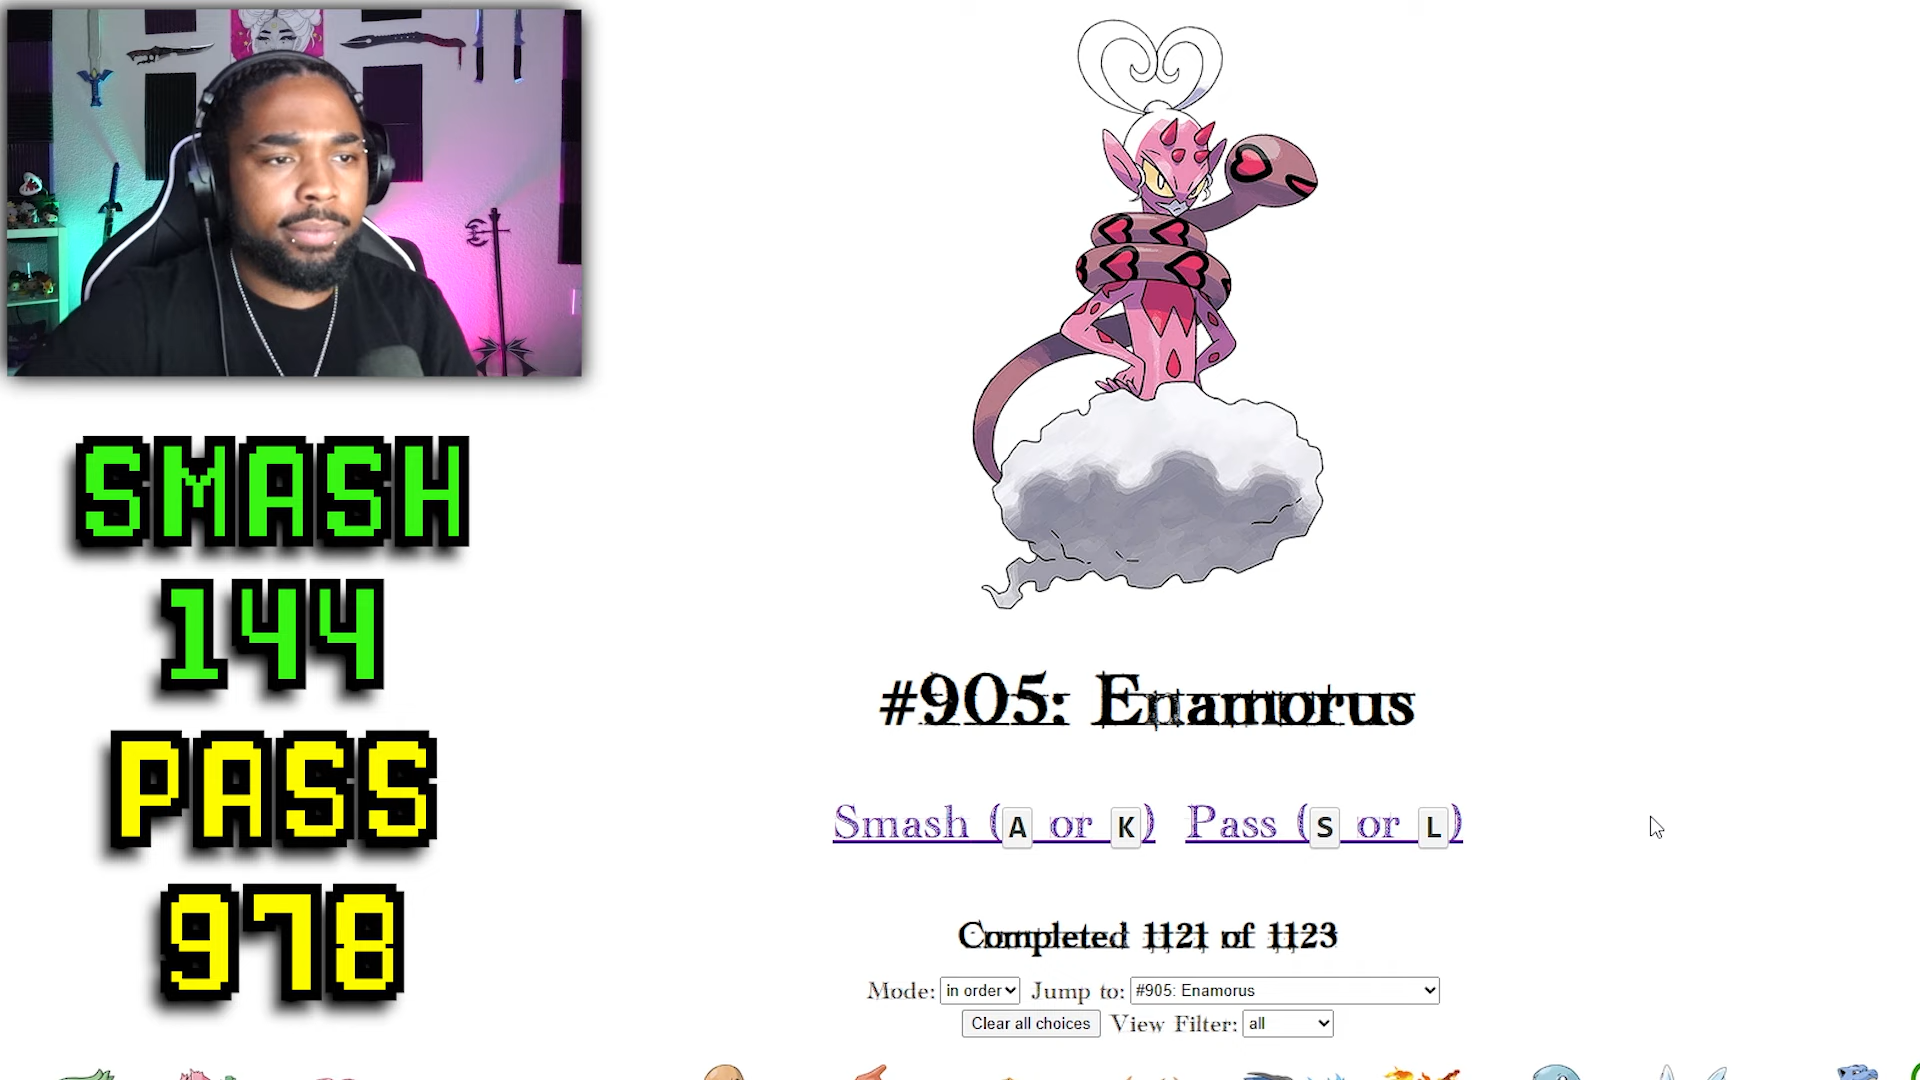 SMASH
144
PASS
978
#905: Enamorus
Smash (A or K) Pass (S or L)
Completed 1121 of 1123
Mode: in order Jump to: #905: Enamorus
Clear all choices View Filter: all